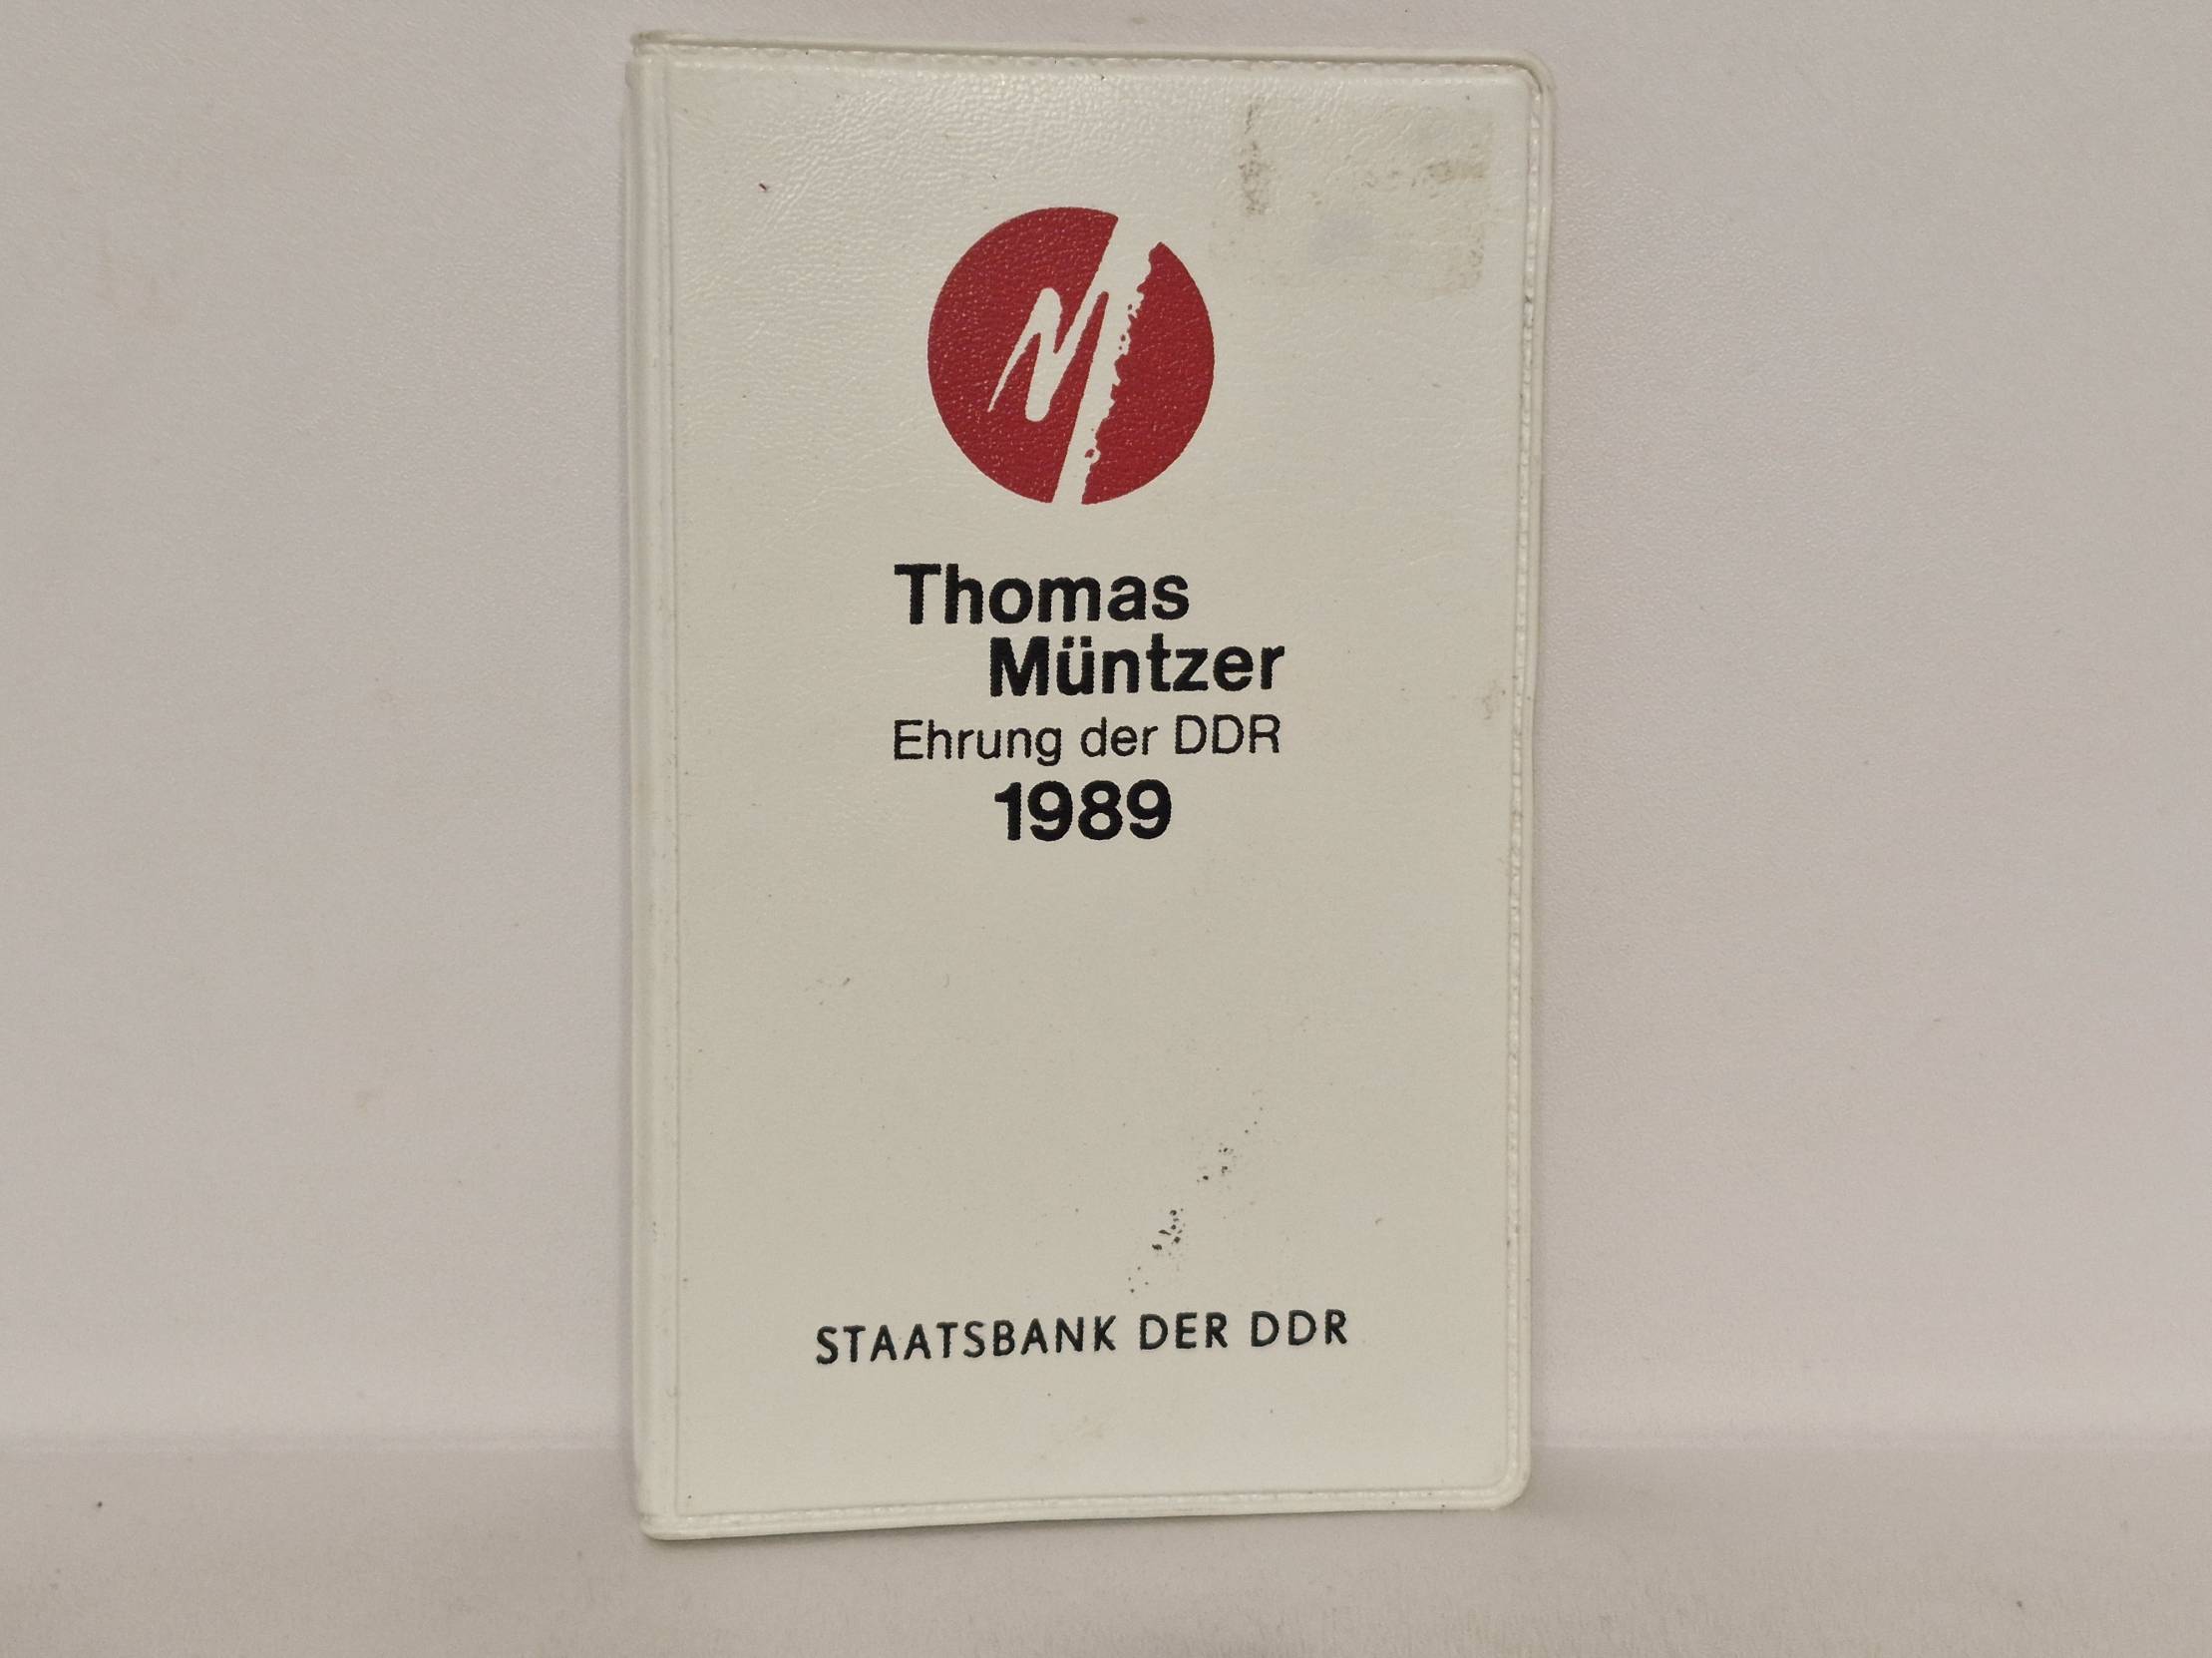 M
Thomas
Müntzer
Ehrung der DDR
1989
STAATSBANK DER DDR